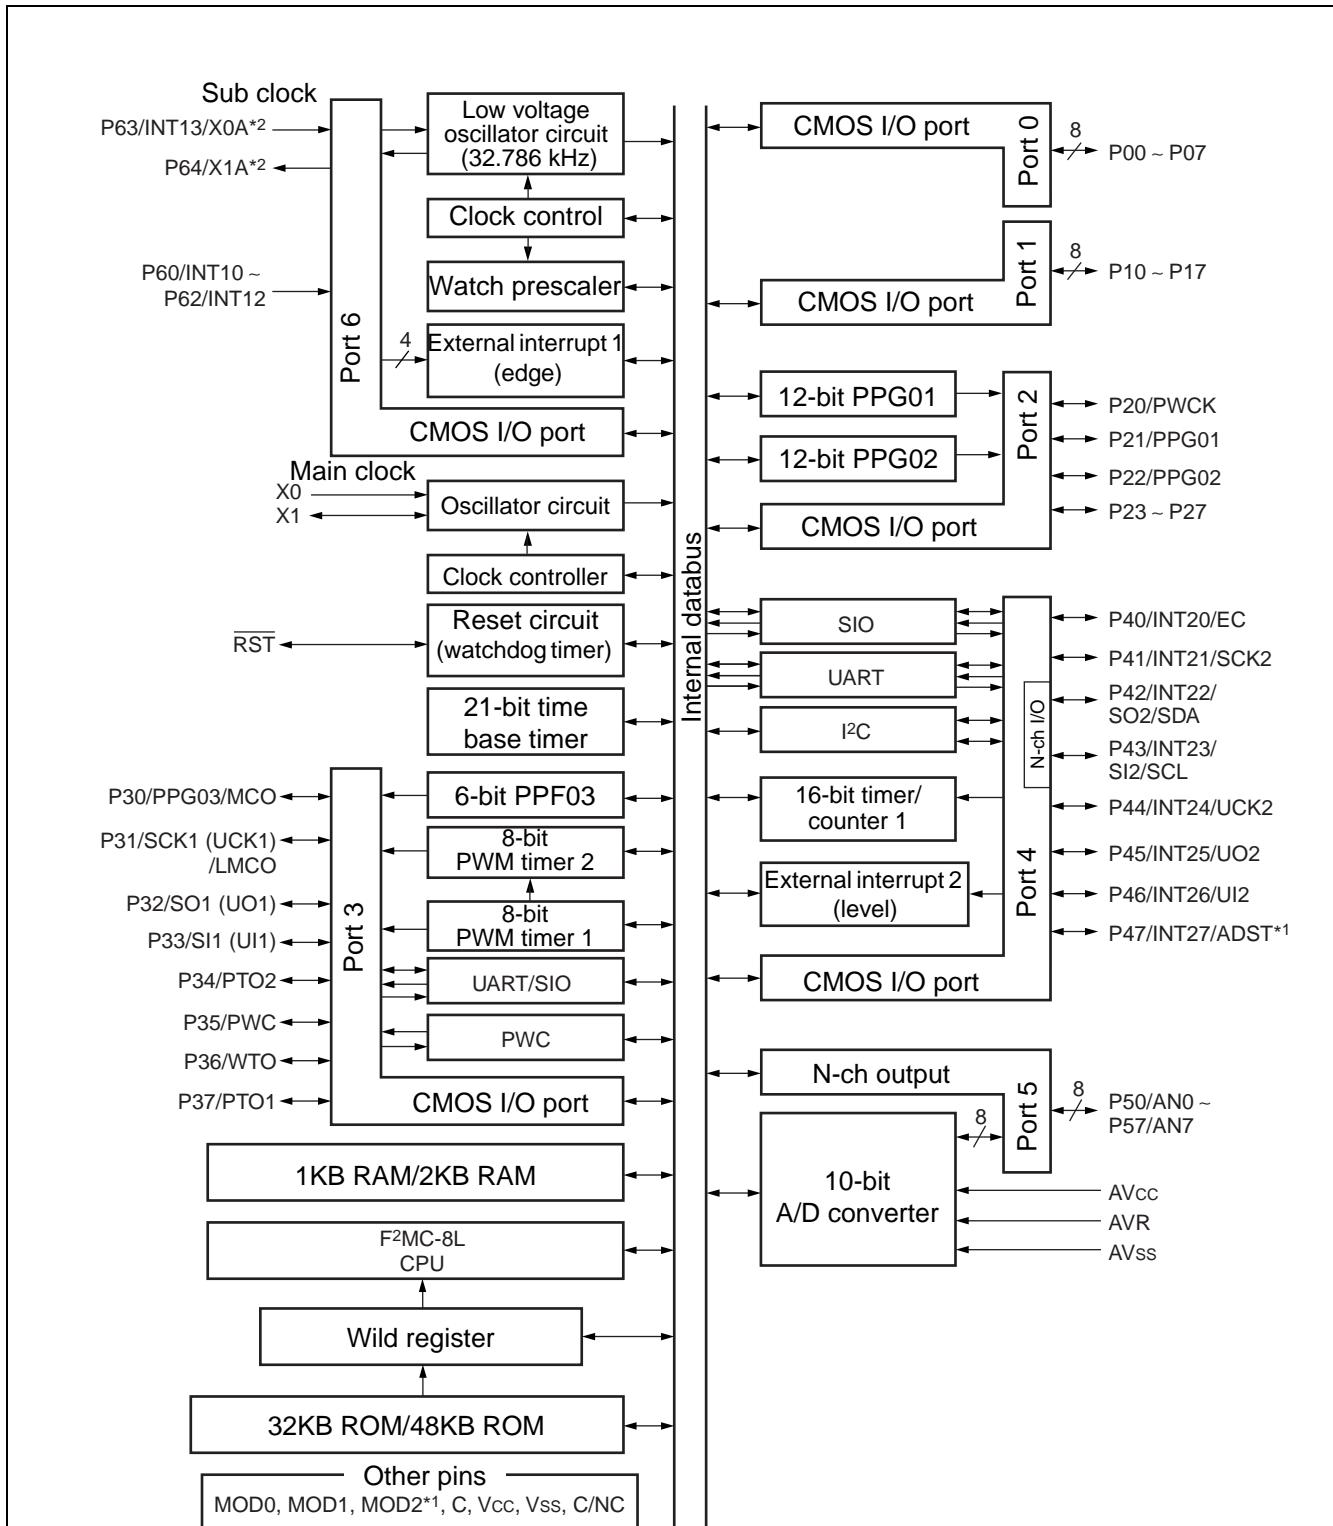 Sub clock
P63/INT13/X0A*2
P64/X1A*2
P60/INT10 ~
P62/INT12
Port 6
Low voltage
oscillator circuit
(32.786 kHz)
Clock control
Watch prescaler
4
External interrupt 1
(edge)
CMOS I/O port
Main clock
X0
X1
Oscillator circuit
Clock controller
RST
Reset circuit
(watchdog timer)
21-bit time
base timer
P30/PPG03/MCO
P31/SCK1 (UCK1)
/LMCO
P32/SO1 (UO1)
P33/SI1 (UI1)
P34/PTO2
P35/PWC
P36/WTO
P37/PTO1
Port 3
6-bit PPF03
8-bit
PWM timer 2
8-bit
PWM timer 1
UART/SIO
PWC
CMOS I/O port
1KB RAM/2KB RAM
F2MC-8L
CPU
Wild register
32KB ROM/48KB ROM
Other pins
MOD0, MOD1, MOD2*1, C, Vcc, Vss, C/NC
Internal databus
CMOS I/O port
Port 0
8
P00 ~ P07
Port 1
8
P10 ~ P17
CMOS I/O port
12-bit PPG01
12-bit PPG02
Port 2
CMOS I/O port
P20/PWCK
P21/PPG01
P22/PPG02
P23 ~ P27
SIO
UART
I2C
16-bit timer/
counter 1
External interrupt 2
(level)
CMOS I/O port
N-ch I/O
Port 4
P40/INT20/EC
P41/INT21/SCK2
P42/INT22/
SO2/SDA
P43/INT23/
SI2/SCL
P44/INT24/UCK2
P45/INT25/UO2
P46/INT26/UI2
P47/INT27/ADST*1
N-ch output
Port 5
8
P50/AN0 ~
P57/AN7
8
10-bit
A/D converter
AVcc
AVR
AVss